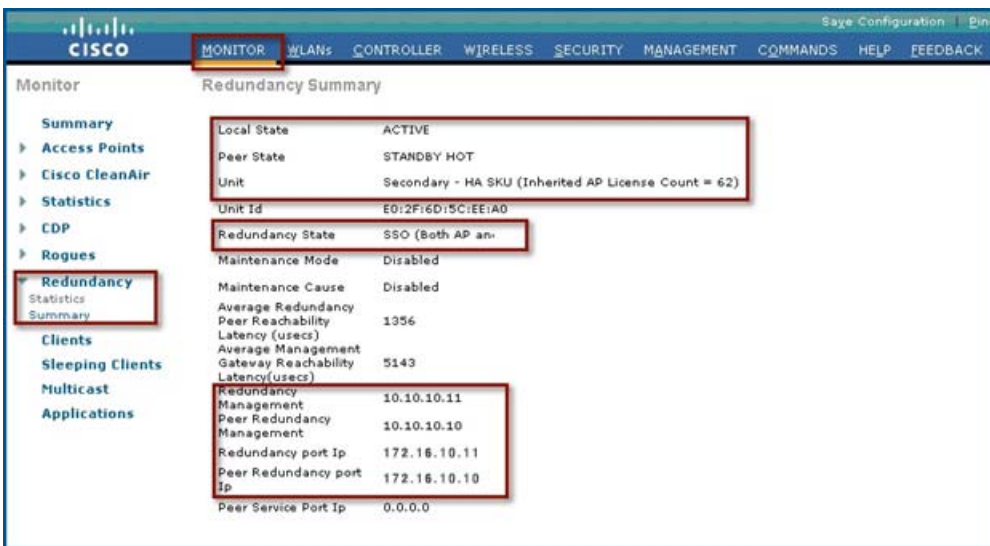 Save Configuration | Pin
CISCO
MONITOR WLANs CONTROLLER WIRELESS SECURITY MANAGEMENT COMMANDS HELP FEEDBACK
Monitor
Summary
Access Points
Cisco CleanAir
Statistics
CDP
Rogues
Redundancy
Statistics
Summary
Clients
Sleeping Clients
Multicast
Applications
Redundancy Summary
Local State ACTIVE
Peer State STANDBY HOT
Unit Secondary - HA SKU (Inherited AP License Count = 62)
Unit Id E0:2F:6D:5C:EE:A0
Redundancy State SSO (Both AP an
Maintenance Mode Disabled
Maintenance Cause Disabled
Average Redundancy
Peer Reachability 1356
Latency (usecs)
Average Management
Gateway Reachability 5143
Latency(usecs)
Redundancy
Management 10.10.10.11
Peer Redundancy
Management 10.10.10.10
Redundancy port Ip 172.16.10.11
Peer Redundancy port
Ip 172.16.10.10
Peer Service Port Ip 0.0.0.0